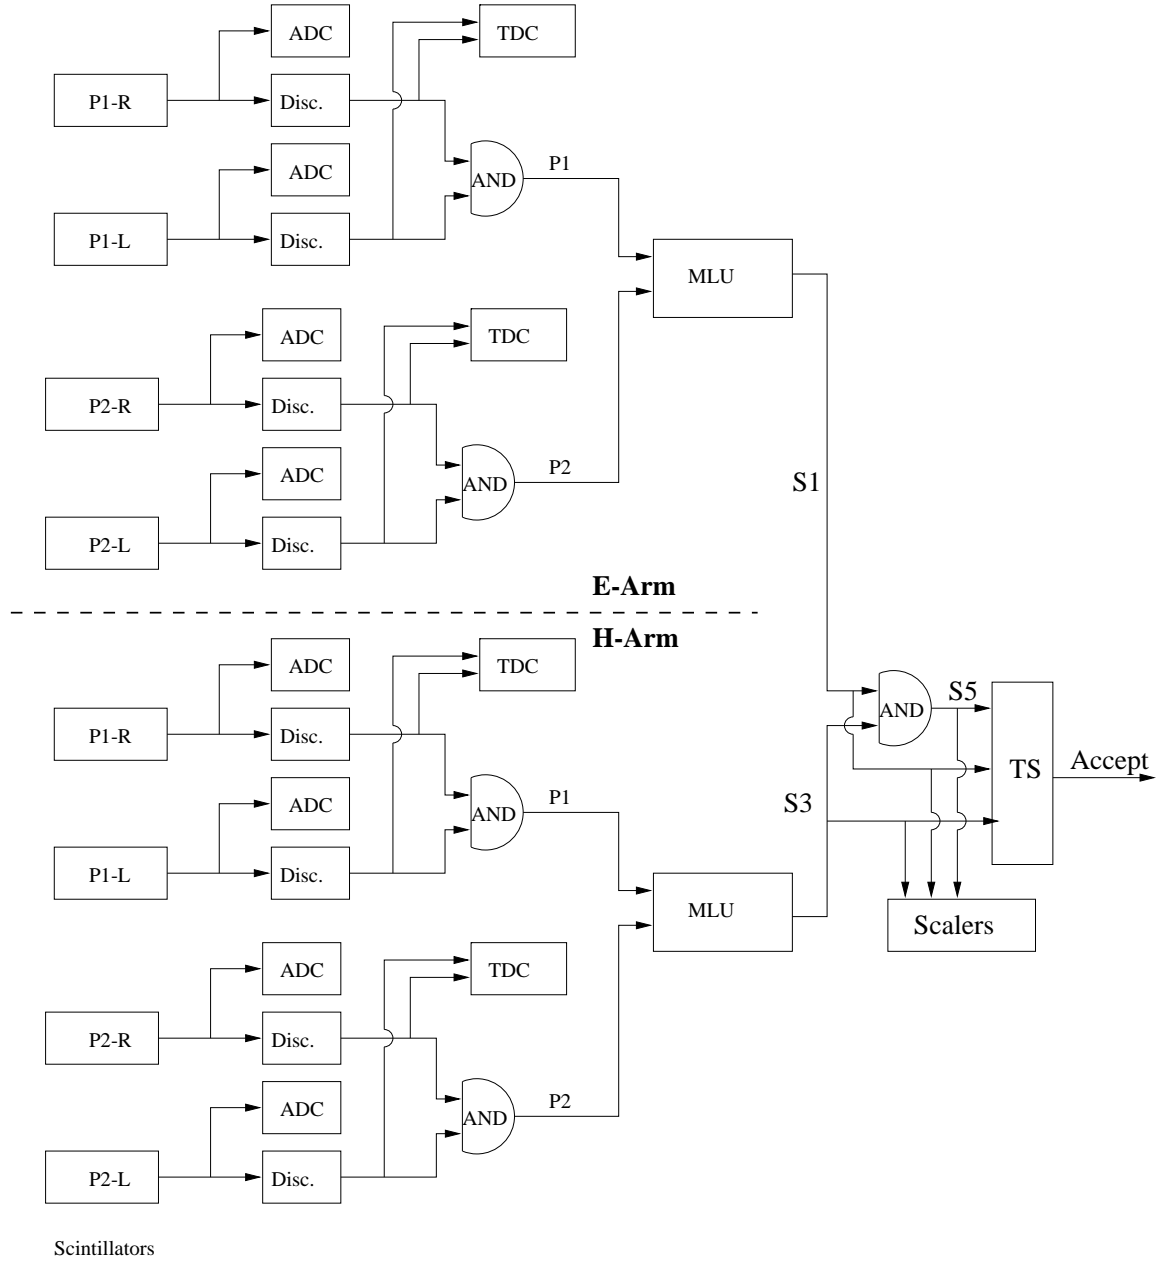 ADC
TDC
P1-R
Disc.
ADC
AND
P1
P1-L
Disc.
MLU
ADC
TDC
P2-R
Disc.
ADC
AND
P2
S1
P2-L
Disc.
E-Arm
H-Arm
ADC
TDC
P1-R
Disc.
AND
S5
TS
Accept
ADC
AND
P1
S3
P1-L
Disc.
MLU
Scalers
ADC
TDC
P2-R
Disc.
ADC
AND
P2
P2-L
Disc.
Scintillators